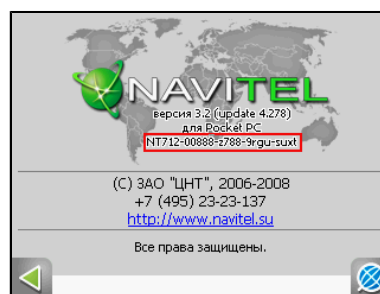 NAVITEL
версия 3.2 (update 4.278)
для Pocket PC
NT712-00888-z788-9rgu-suxt
(C) ЗАО "ЦНТ", 2006-2008
+7 (495) 23-23-137
http://www.navitel.su
Все права защищены.